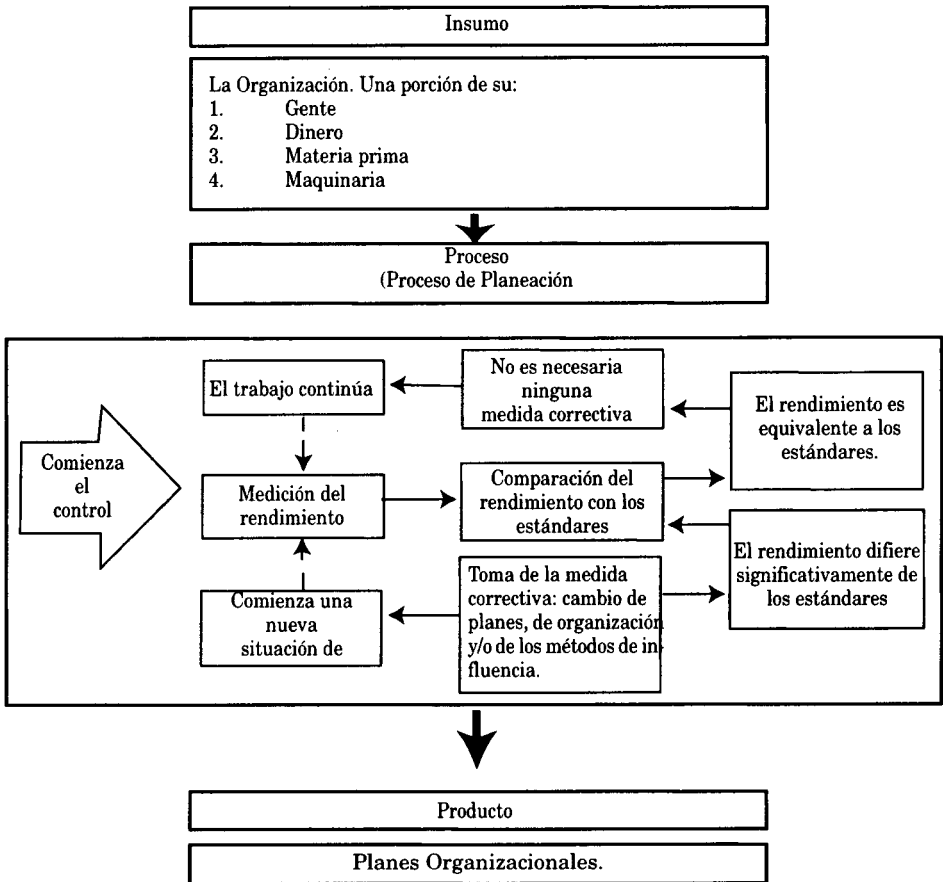 Insumo
La Organización. Una porción de su:
1. Gente
2. Dinero
3. Materia prima
4. Maquinaria
Proceso
(Proceso de Planeación
Comienza
el
control
El trabajo continúa
No es necesaria
ninguna
medida correctiva
El rendimiento es
equivalente a los
estándares.
Medición del
rendimiento
Comparación del
rendimiento con los
estándares
El rendimiento difiere
significativamente de
los estándares
Comienza una
nueva
situación de
Toma de la medida
correctiva: cambio de
planes, de organización
y/o de los métodos de in
fluencia.
Producto
Planes Organizacionales.